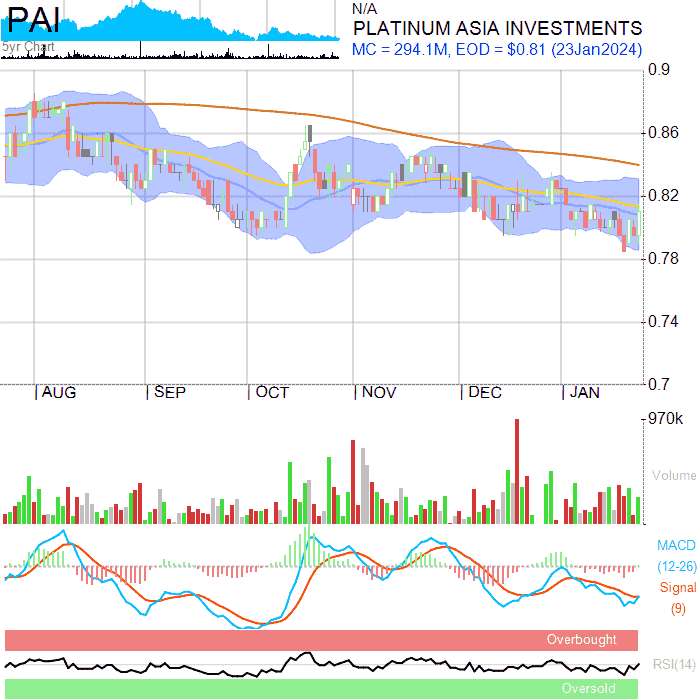 PAI
5yr Chart
N/A
PLATINUM ASIA INVESTMENTS
MC = 294.1M, EOD = $0.81 (23Jan2024)
0.9
0.86
0.82
0.78
0.74
0.7
AUG SEP OCT NOV DEC JAN
970k
Volume
MACD
(12-26)
Signal
(9)
Overbought
RSI(14)
Oversold